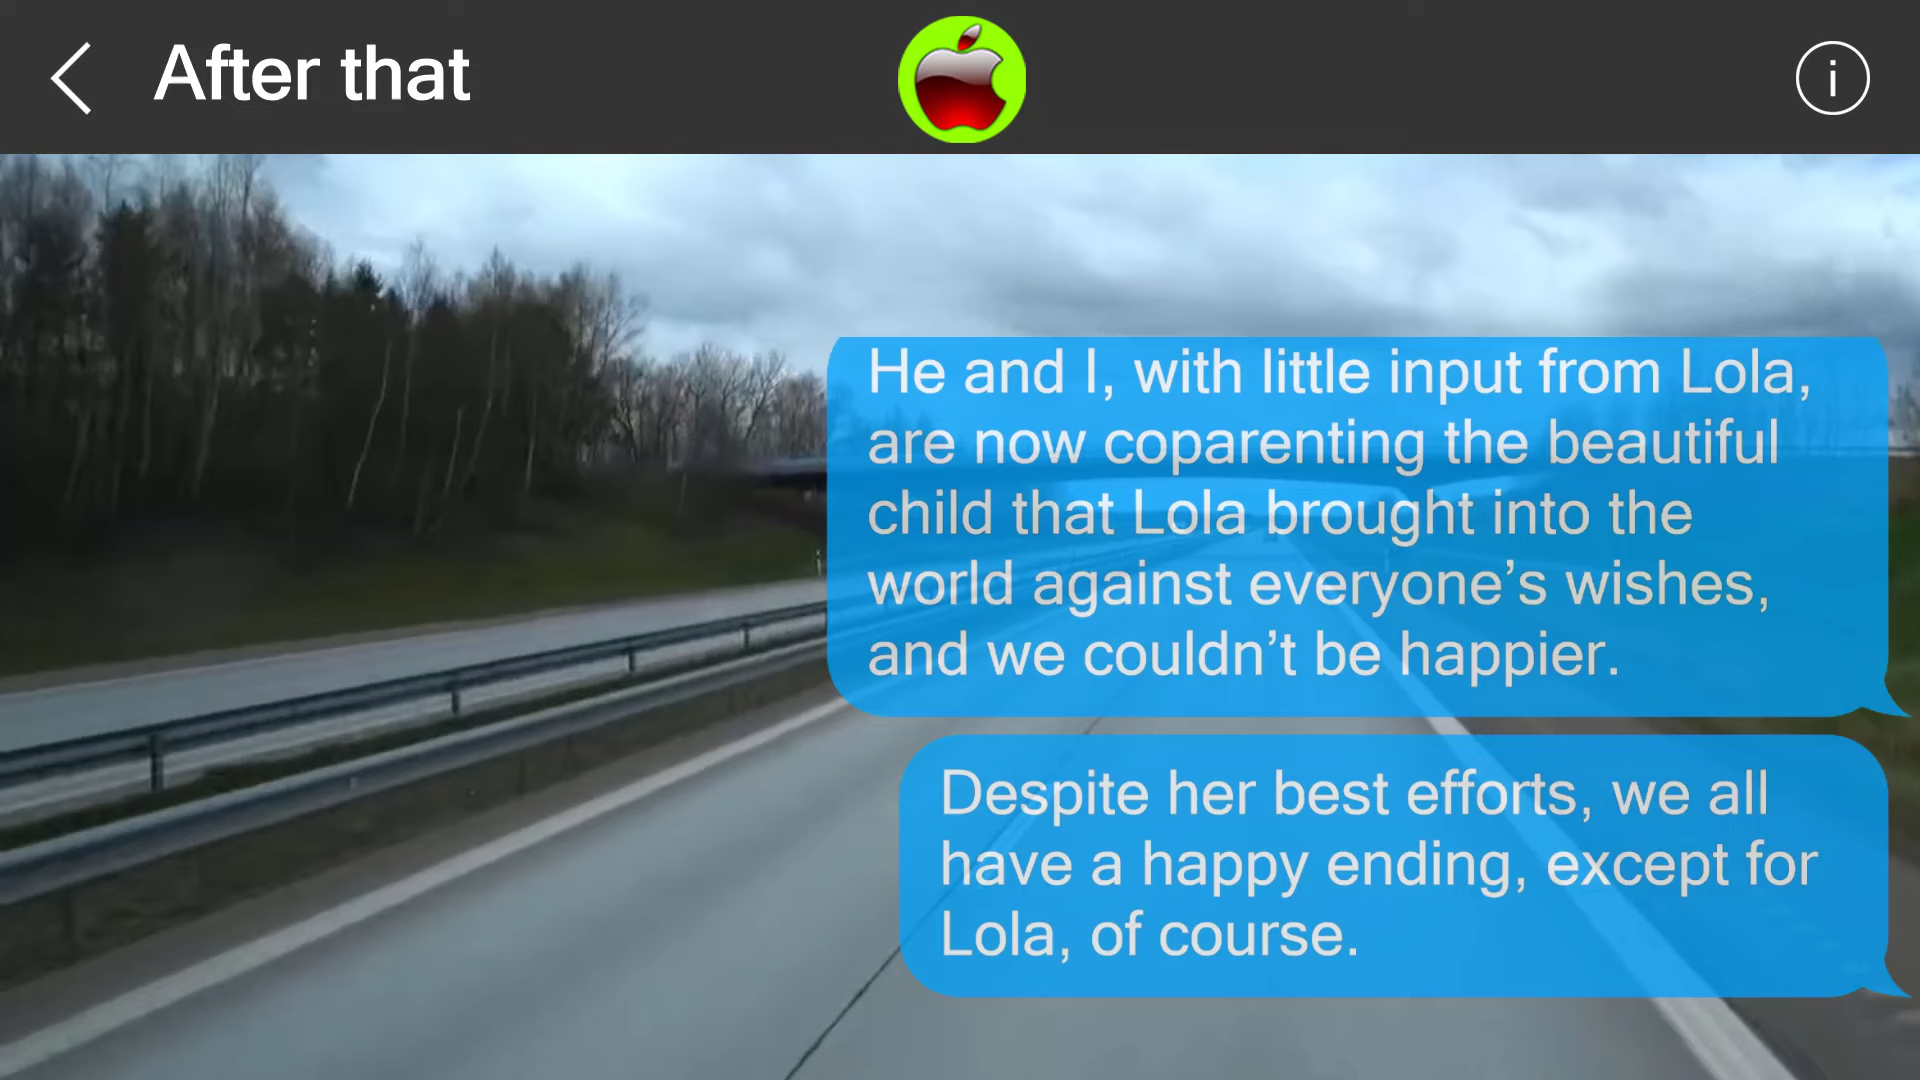 After that
i
He and I, with little input from Lola,
are now coparenting the beautiful
child that Lola brought into the
world against everyone’s wishes,
and we couldn’t be happier.
Despite her best efforts, we all
have a happy ending, except for
Lola, of course.